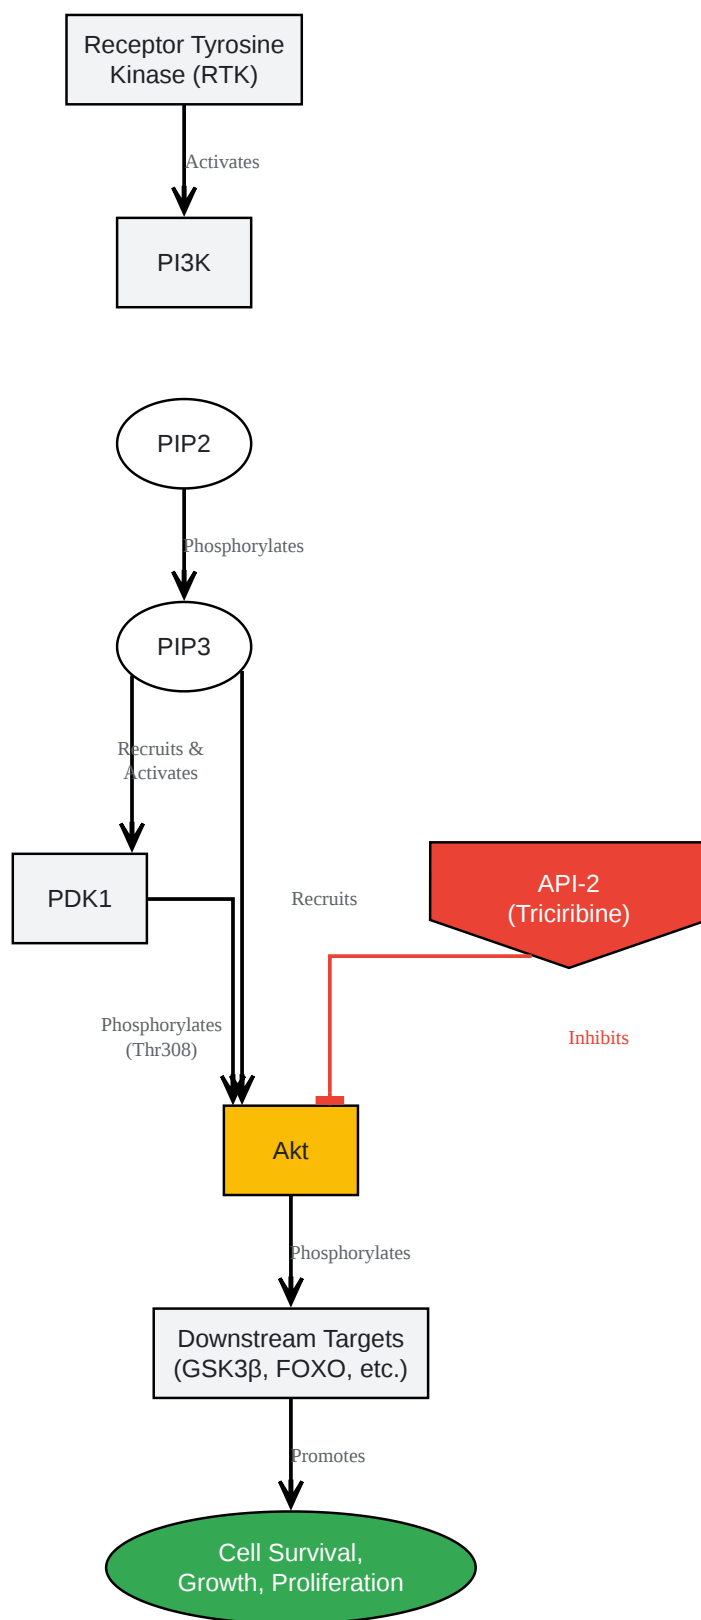 Receptor Tyrosine
Kinase (RTK)
Activates
PI3K
PIP2
Phosphorylates
PIP3
Recruits &
Activates
PDK1
Recruits
API-2
(Triciribine)
Phosphorylates
(Thr308)
Inhibits
Akt
Phosphorylates
Downstream Targets
(GSK3β, FOXO, etc.)
Promotes
Cell Survival,
Growth, Proliferation